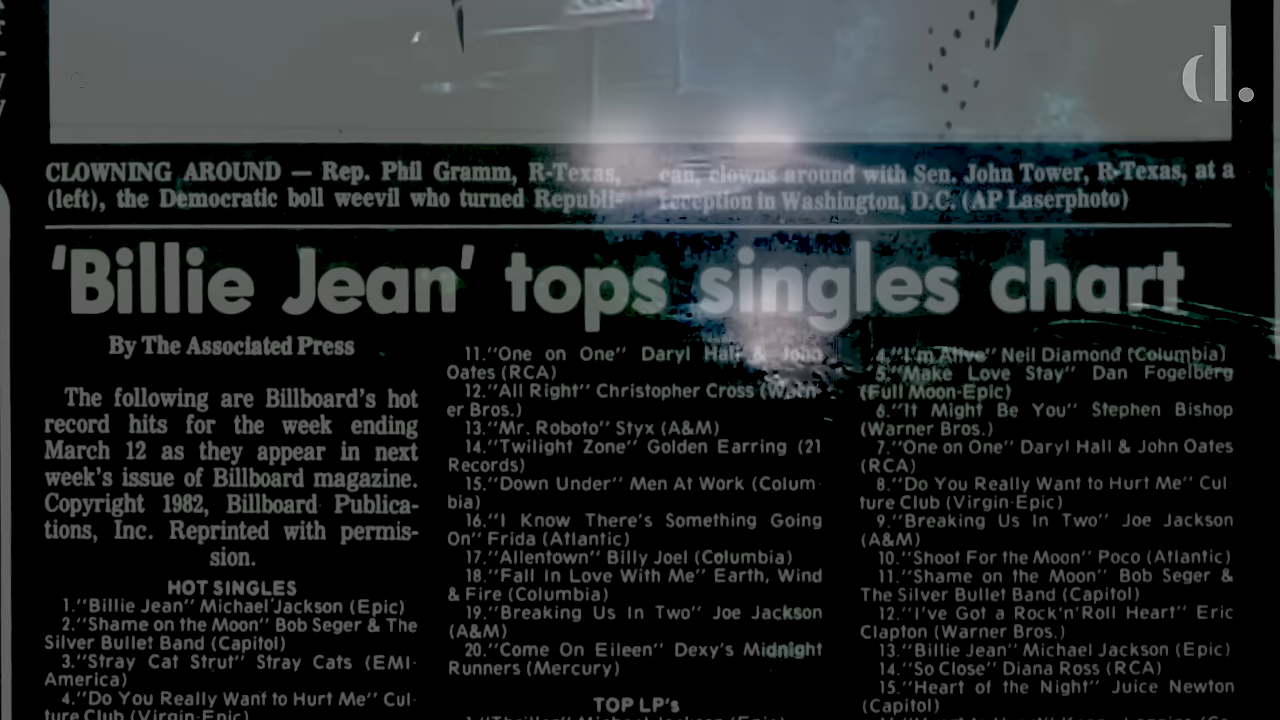 d.
CLOWNING AROUND — Rep. Phil Gramm, R-Texas,
(left), the Democratic boll weevil who turned Republi-
can, clowns around with Sen. John Tower, R-Texas, at a
reception in Washington, D.C. (AP Laserphoto)
'Billie Jean' tops singles chart
By The Associated Press
The following are Billboard's hot
record hits for the week ending
March 12 as they appear in next
week's issue of Billboard magazine.
Copyright 1982, Billboard Publica-
tions, Inc. Reprinted with permis-
sion.
HOT SINGLES
1."Billie Jean" Michael Jackson (Epic)
2."Shame on the Moon" Bob Seger & The
Silver Bullet Band (Capitol)
3."Stray Cat Strut" Stray Cats (EMI-
America)
4."Do You Really Want to Hurt Me" Cul-
ture Club (Virgin-Epic)
11."One on One" Daryl Hall & John
Oates (RCA)
12."All Right" Christopher Cross (Warn-
er Bros.)
13."Mr. Roboto" Styx (A&M)
14."Twilight Zone" Golden Earring (21
Records)
15."Down Under" Men At Work (Colum-
bia)
16."I Know There's Something Going
On" Frida (Atlantic)
17."Allentown" Billy Joel (Columbia)
18."Fall In Love With Me" Earth, Wind
& Fire (Columbia)
19."Breaking Us In Two" Joe Jackson
(A&M)
20."Come On Eileen" Dexy's Midnight
Runners (Mercury)
TOP LP's
1."Thriller" Michael Jackson (Epic)
4."I'm Alive" Neil Diamond (Columbia)
5."Make Love Stay" Dan Fogelberg
(Full Moon-Epic)
6."It Might Be You" Stephen Bishop
(Warner Bros.)
7."One on One" Daryl Hall & John Oates
(RCA)
8."Do You Really Want to Hurt Me" Cul
ture Club (Virgin-Epic)
9."Breaking Us In Two" Joe Jackson
(A&M)
10."Shoot For the Moon" Poco (Atlantic)
11."Shame on the Moon" Bob Seger &
The Silver Bullet Band (Capitol)
12."I've Got a Rock'n'Roll Heart" Eric
Clapton (Warner Bros.)
13."Billie Jean" Michael Jackson (Epic)
14."So Close" Diana Ross (RCA)
15."Heart of the Night" Juice Newton
(Capitol)